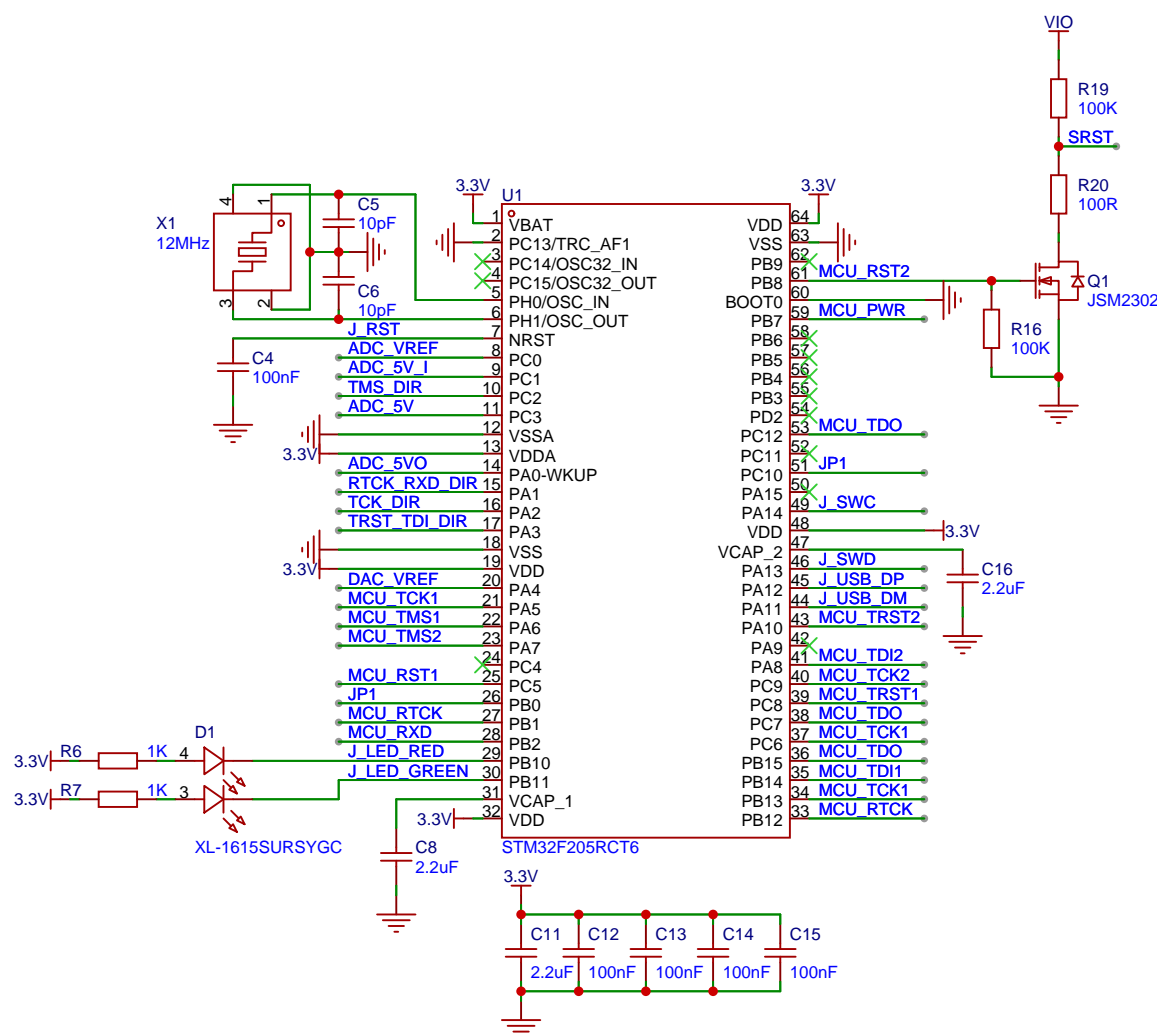 VIO
R19
100K
SRST
R20
100R
Q1
JSM2302
R16
100K
X1
12MHz
4
1
3
2
C5
10pF
C6
10pF
C4
100nF
3.3V
U1
3.3V
1 VBAT
2 PC13/TRC_AF1
3 PC14/OSC32_IN
4 PC15/OSC32_OUT
5 PH0/OSC_IN
6 PH1/OSC_OUT
J_RST 7 NRST
ADC_VREF 8 PC0
ADC_5V_I 9 PC1
TMS_DIR 10 PC2
ADC_5V 11 PC3
12 VSSA
3.3V 13 VDDA
ADC_5VO 14 PA0-WKUP
RTCK_RXD_DIR 15 PA1
TCK_DIR 16 PA2
TRST_TDI_DIR 17 PA3
18 VSS
3.3V 19 VDD
DAC_VREF 20 PA4
MCU_TCK1 21 PA5
MCU_TMS1 22 PA6
MCU_TMS2 23 PA7
24 PC4
MCU_RST1 25 PC5
JP1 26 PB0
MCU_RTCK 27 PB1
MCU_RXD 28 PB2
J_LED_RED 29 PB10
J_LED_GREEN 30 PB11
31 VCAP_1
3.3V 32 VDD
VDD 64
VSS 63
PB9 62
PB8 61 MCU_RST2
BOOT0 60
PB7 59 MCU_PWR
PB6 58
PB5 57
PB4 56
PB3 55
PD2 54
PC12 53 MCU_TDO
PC11 52
PC10 51 JP1
PA15 50
PA14 49 J_SWC
VDD 48 3.3V
VCAP_2 47
PA13 46 J_SWD
PA12 45 J_USB_DP
PA11 44 J_USB_DM
PA10 43 MCU_TRST2
PA9 42
PA8 41 MCU_TDI2
PC9 40 MCU_TCK2
PC8 39 MCU_TRST1
PC7 38 MCU_TDO
PC6 37 MCU_TCK1
PB15 36 MCU_TDO
PB14 35 MCU_TDI1
PB13 34 MCU_TCK1
PB12 33 MCU_RTCK
C16
2.2uF
D1
3.3V R6 1K 4
3.3V R7 1K 3
XL-1615SURSYGC
STM32F205RCT6
C8
2.2uF
3.3V
C11 C12 C13 C14 C15
2.2uF 100nF 100nF 100nF 100nF